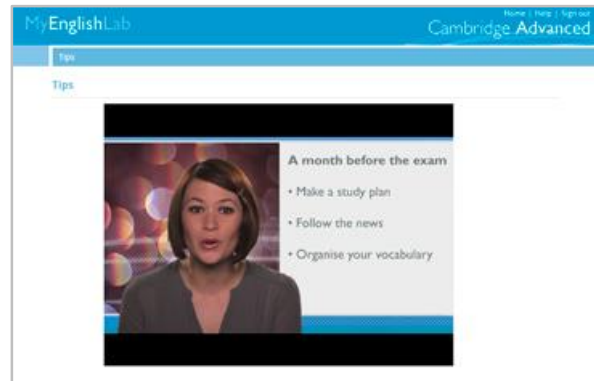 Home | Help | Sign out
MyEnglishLab
Cambridge Advanced
Tips
Tips
A month before the exam
• Make a study plan
• Follow the news
• Organise your vocabulary